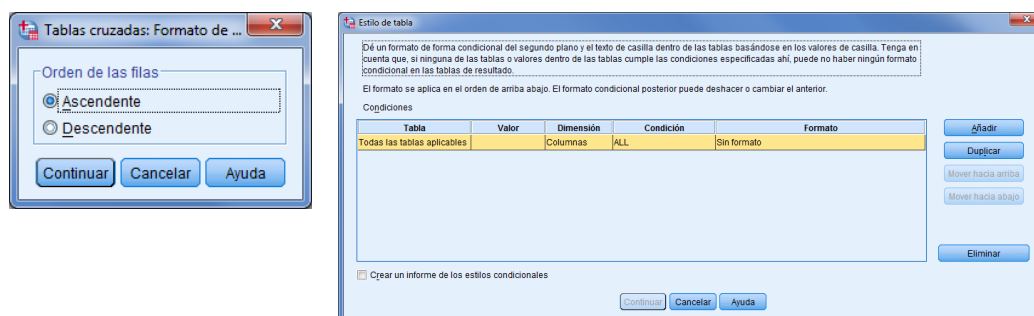 Tablas cruzadas: Formato de ...
Orden de las filas
Ascendente
Descendente
Continuar Cancelar Ayuda
Estilo de tabla
Dé un formato de forma condicional del segundo plano y el texto de casilla dentro de las tablas basándose en los valores de casilla. Tenga en
cuenta que, si ninguna de las tablas o valores dentro de las tablas cumple las condiciones especificadas ahí, puede no haber ningún formato
condicional en las tablas de resultado.
El formato se aplica en el orden de arriba abajo. El formato condicional posterior puede deshacer o cambiar el anterior.
Condiciones
Tabla Valor Dimensión Condición Formato
Todas las tablas aplicables Columnas ALL Sin formato
Añadir
Duplicar
Mover hacia arriba
Mover hacia abajo
Eliminar
Crear un informe de los estilos condicionales
Continuar Cancelar Ayuda